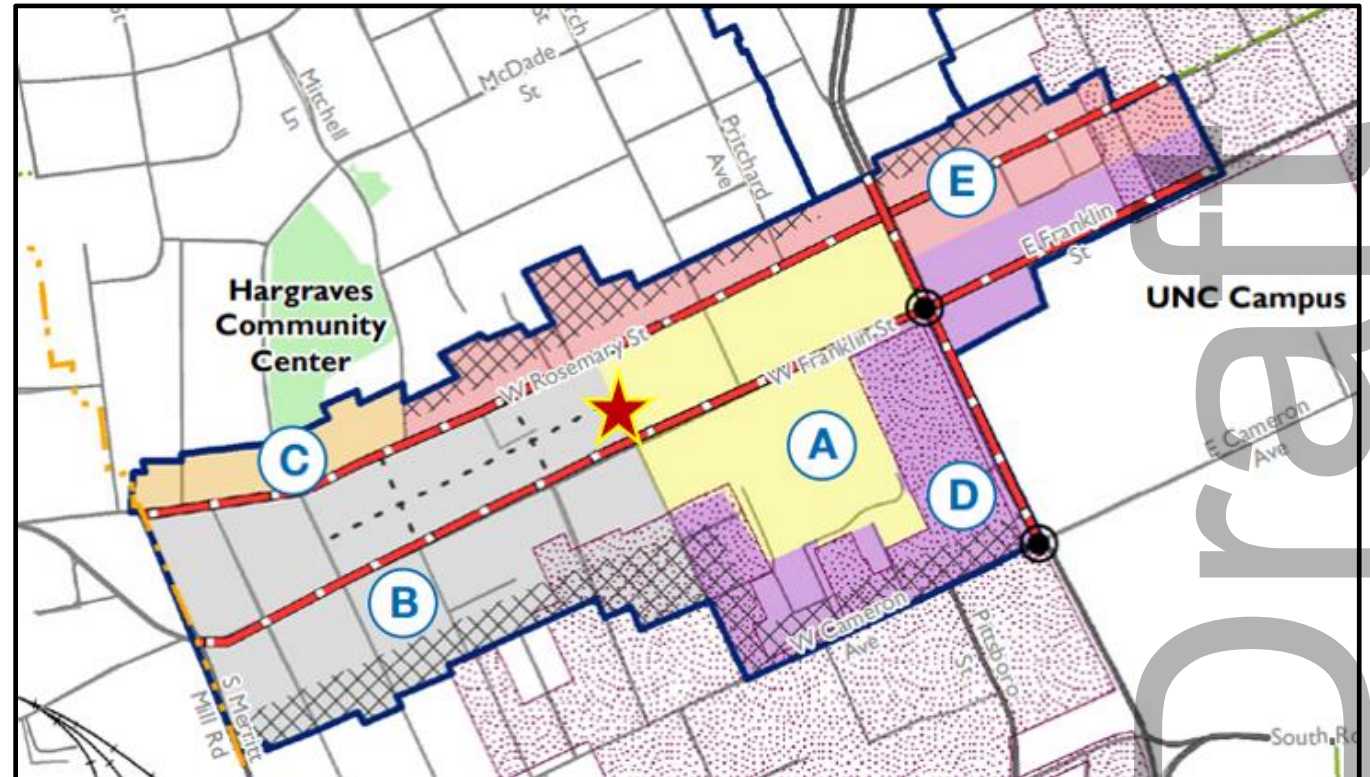 McDade
St
Mitchell
Ln
Pritchard
Ave
E
E Franklin
St
Hargraves
Community
Center
UNC Campus
W Rosemary St
W Franklin St
A
C
D
B
E Cameron
Ave
W Cameron
Ave
Pittsboro
St
S Merritt
Mill Rd
South Rd
Draft